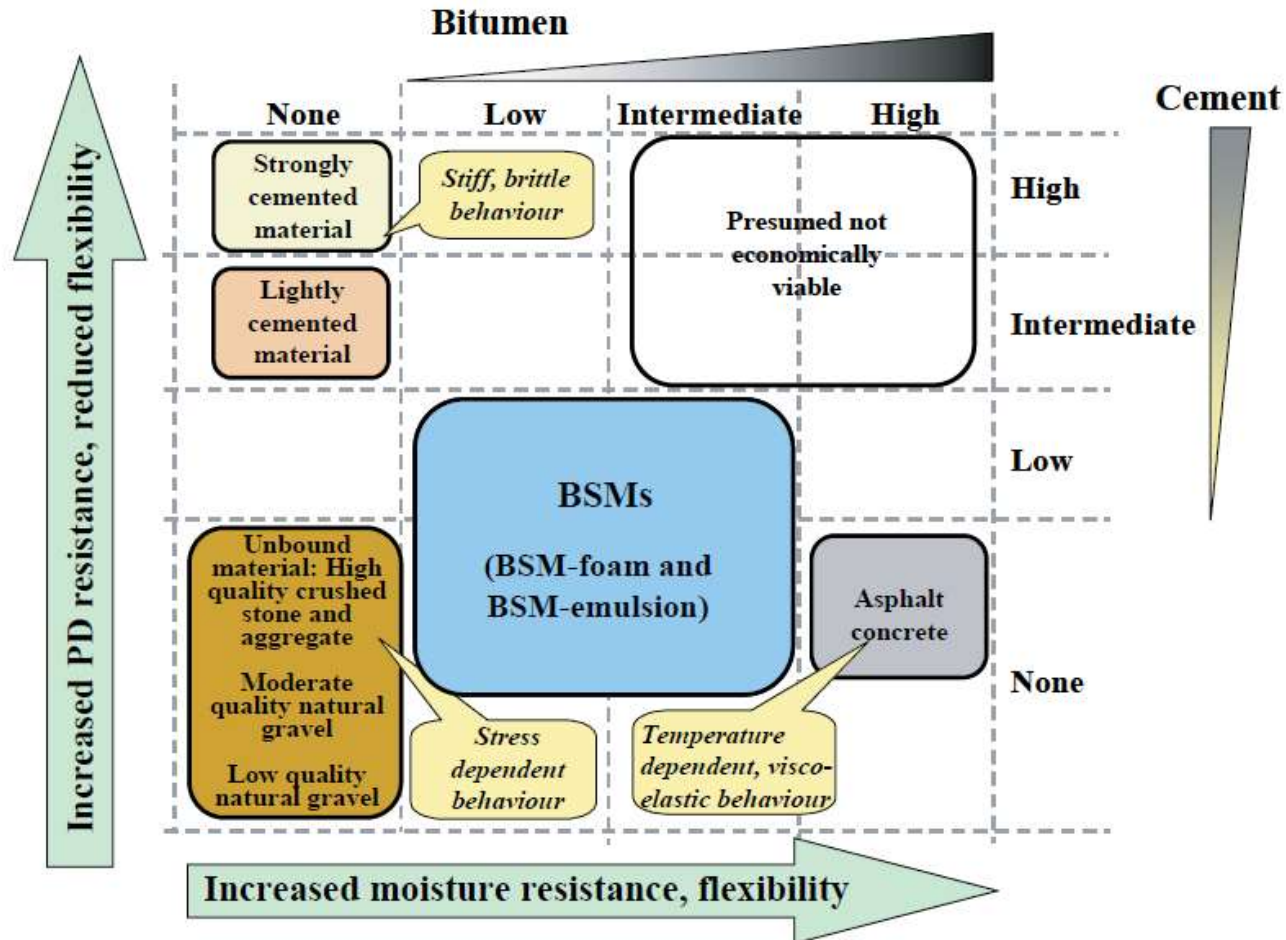 Bitumen
Cement
None
Low
Intermediate
High
Strongly
cemented
material
Stiff, brittle
behaviour
Presumed not
economically
viable
High
Lightly
cemented
material
Intermediate
Low
BSMs
(BSM-foam and
BSM-emulsion)
Unbound
material: High
quality crushed
stone and
aggregate
Moderate
quality natural
gravel
Low quality
natural gravel
Asphalt
concrete
None
Stress
dependent
behaviour
Temperature
dependent, visco-
elastic behaviour
Increased PD resistance, reduced flexibility
Increased moisture resistance, flexibility